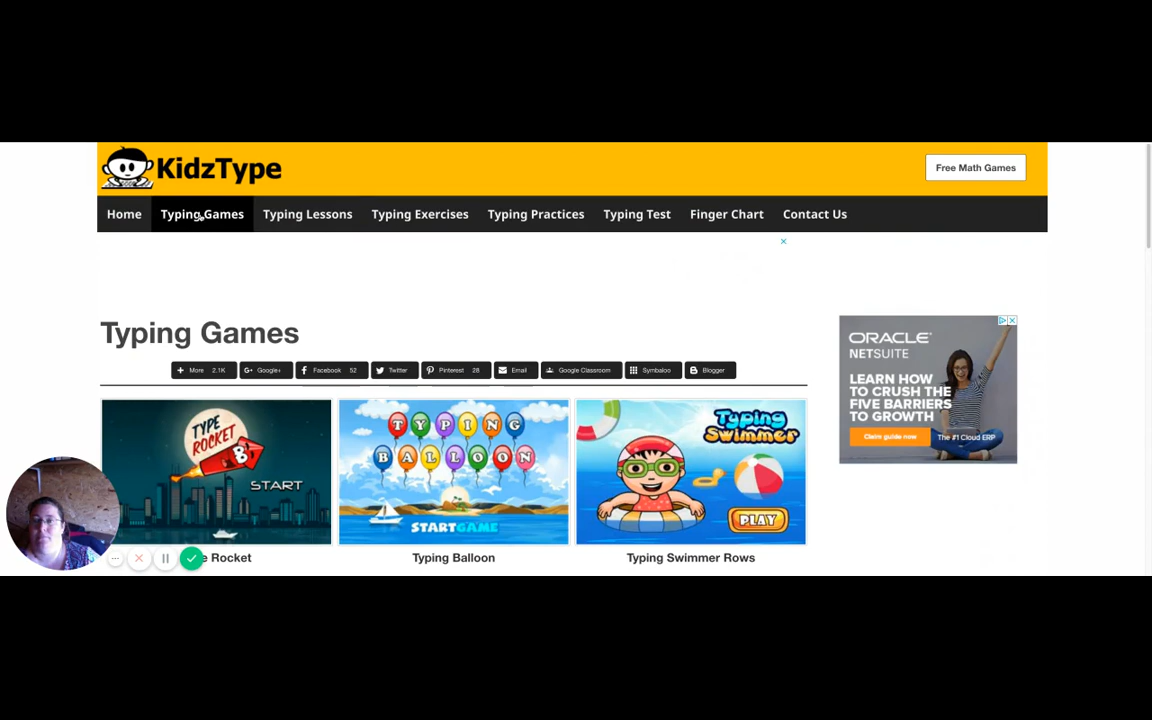 KidzType
Free Math Games
Home Typing Games Typing Lessons Typing Exercises Typing Practices Typing Test Finger Chart Contact Us
Typing Games
More 2.1K Google+ Facebook 52 Twitter Pinterest 28 Email Google Classroom Symbaloo Blogger
ORACLE
NETSUITE
LEARN HOW
TO CRUSH THE
FIVE BARRIERS
TO GROWTH
Claim guide now The #1 Cloud ERP
TYPE
ROCKET
B
START
TYPING
BALLOON
STARTGAME
Typing
Swimmer
PLAY
e Rocket
Typing Balloon
Typing Swimmer Rows